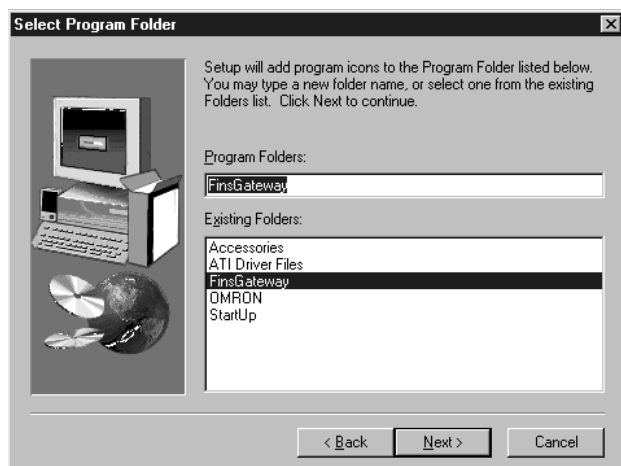 Select Program Folder
Setup will add program icons to the Program Folder listed below.
You may type a new folder name, or select one from the existing
Folders list. Click Next to continue.
Program Folders:
FinsGateway
Existing Folders:
Accessories
ATI Driver Files
FinsGateway
OMRON
StartUp
< Back
Next >
Cancel